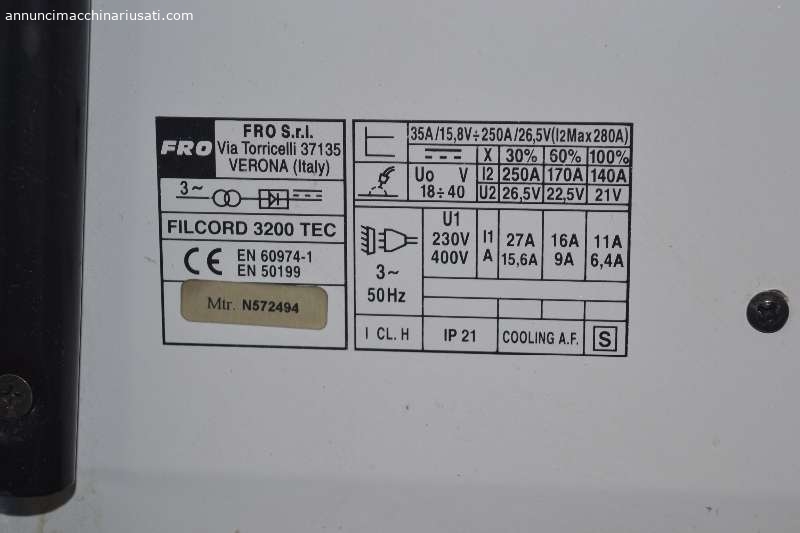 annuncimacchinariusati.com
FRO
FRO S.r.l.
Via Torricelli 37135
VERONA (Italy)
3~
FILCORD 3200 TEC
CE EN 60974-1
EN 50199
Mtr. N572494
35A/15,8V÷250A/26,5V(I2Max280A)
X 30% 60% 100%
Uo V I2 250A 170A 140A
18÷40 U2 26,5V 22,5V 21V
U1
230V I1 27A 16A 11A
400V A 15,6A 9A 6,4A
3~
50Hz
I CL. H IP 21 COOLING A.F. S